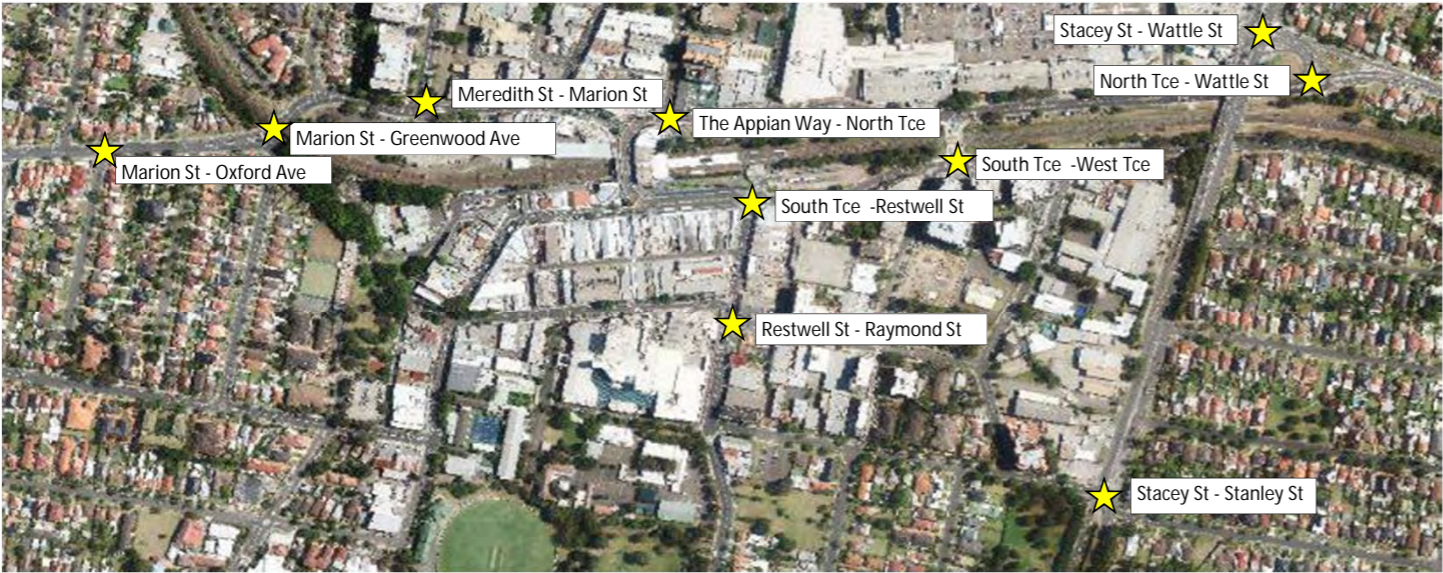 Stacey St - Wattle St
North Tce - Wattle St
Meredith St - Marion St
The Appian Way - North Tce
Marion St - Greenwood Ave
Marion St - Oxford Ave
South Tce -West Tce
South Tce -Restwell St
Restwell St - Raymond St
Stacey St - Stanley St